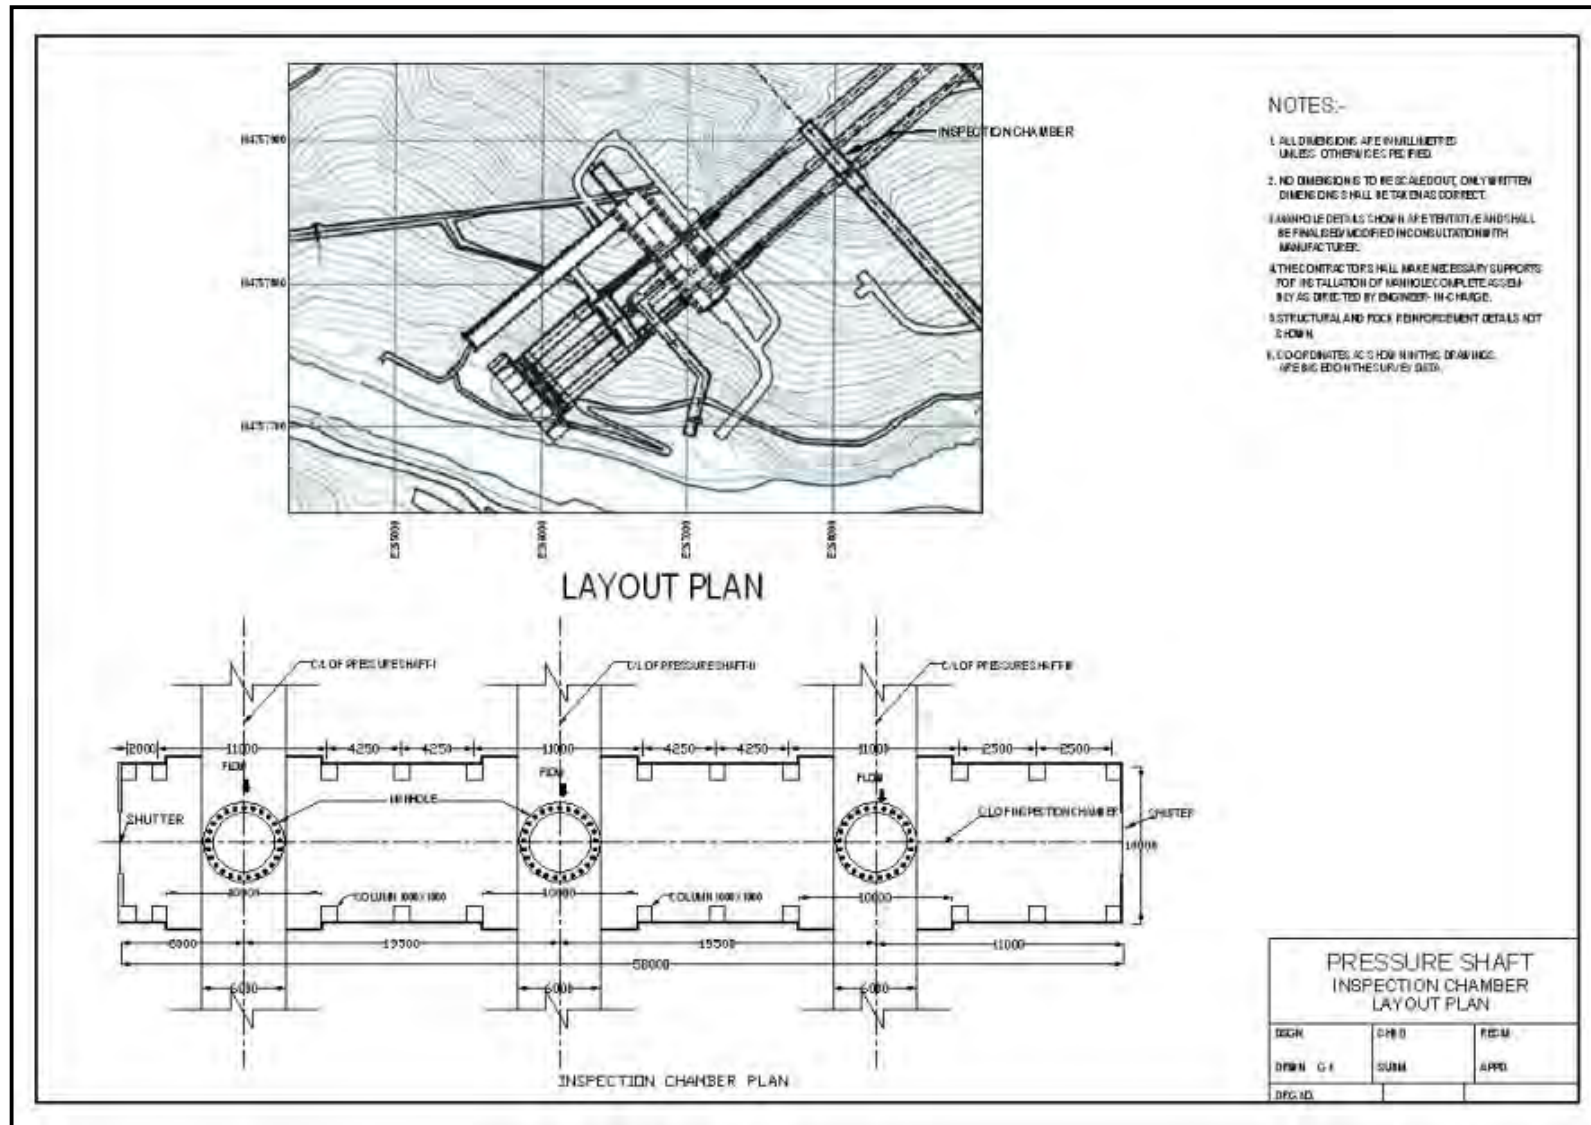 INSPECTION CHAMBER
LAYOUT PLAN
NOTES:-
1. ALL DIMENSIONS ARE IN MILLIMETRES
UNLESS OTHERWISE SPECIFIED.
2. NO DIMENSION IS TO BE SCALED OUT, ONLY WRITTEN
DIMENSIONS SHALL BE TAKEN AS CORRECT.
3. MANHOLE DETAILS SHOWN ARE TENTATIVE AND SHALL
BE FINALISED/MODIFIED IN CONSULTATION WITH
MANUFACTURER.
4. THE CONTRACTOR SHALL MAKE NECESSARY SUPPORTS
FOR INSTALLATION OF MANHOLE COMPLETE ASSEM-
BLY AS DIRECTED BY ENGINEER- IN-CHARGE.
5. STRUCTURAL AND ROCK REINFORCEMENT DETAILS NOT
SHOWN.
6. CO-ORDINATES AS SHOWN IN THIS DRAWINGS.
ARE BASED ON THE SURVEY DATA.
C/L OF PRESSURE SHAFT-I
C/L OF PRESSURE SHAFT-II
C/L OF PRESSURE SHAFT-III
2000 11000 4250 4250 11000 4250 4250 11000 2500 2500
FLOW FLOW FLOW
MANHOLE
SHUTTER
C/L OF INSPECTION CHAMBER
SHUTTER
10000 10000
COLUMN 1000 X 1000
COLUMN 1000 X 1000
19500 11000
58000
6000 6000 6000
INSPECTION CHAMBER PLAN
PRESSURE SHAFT
INSPECTION CHAMBER
LAYOUT PLAN
DSGN. CHKD. RECM.
DRWN. SUBM. APPD.
DRG.NO.